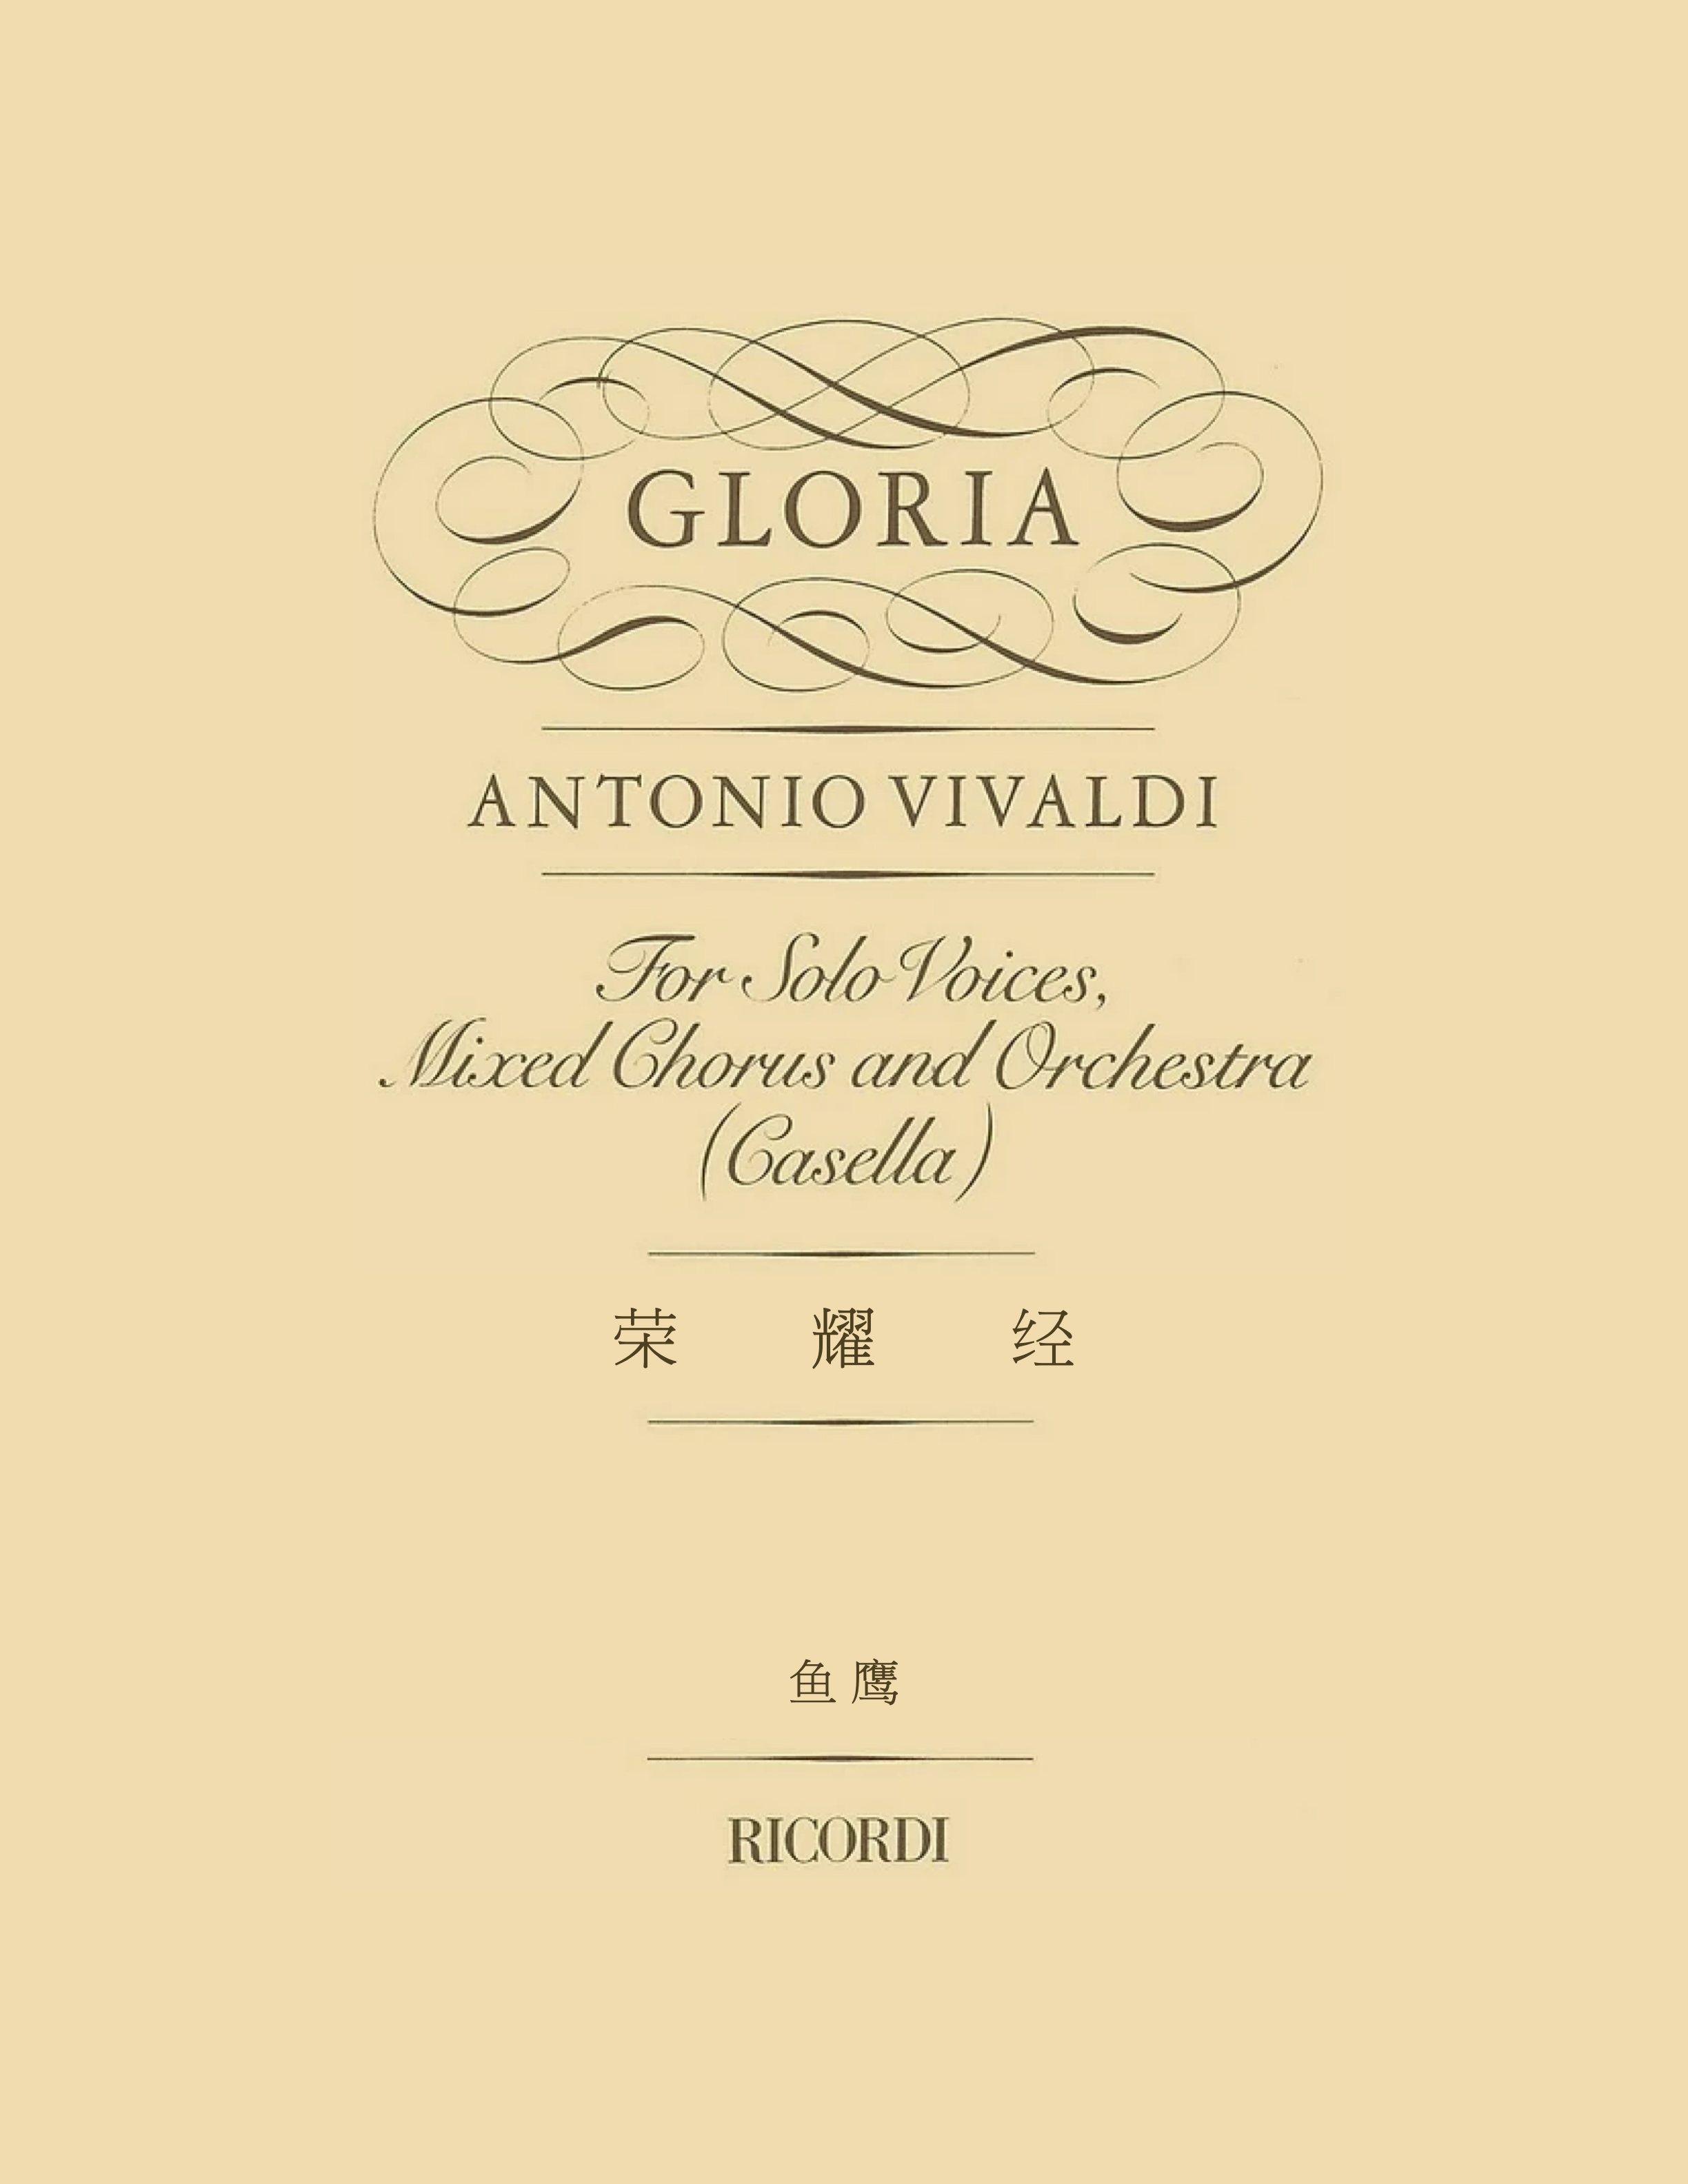 GLORIA
ANTONIO VIVALDI
For Solo Voices,
Mixed Chorus and Orchestra
(Casella)
荣 耀 经
鱼鹰
RICORDI